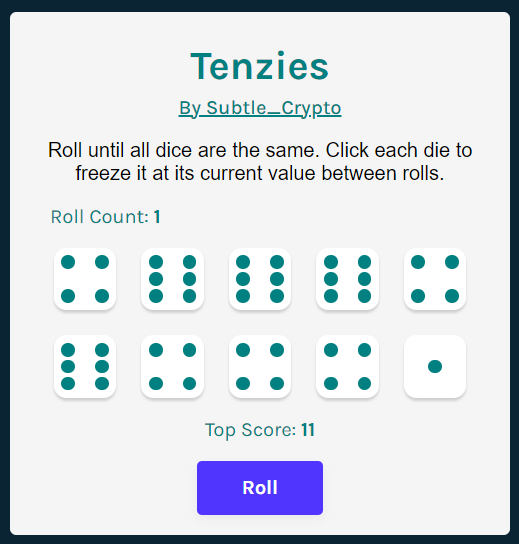 Tenzies
By Subtle_Crypto
Roll until all dice are the same. Click each die to
freeze it at its current value between rolls.
Roll Count: 1
Top Score: 11
Roll